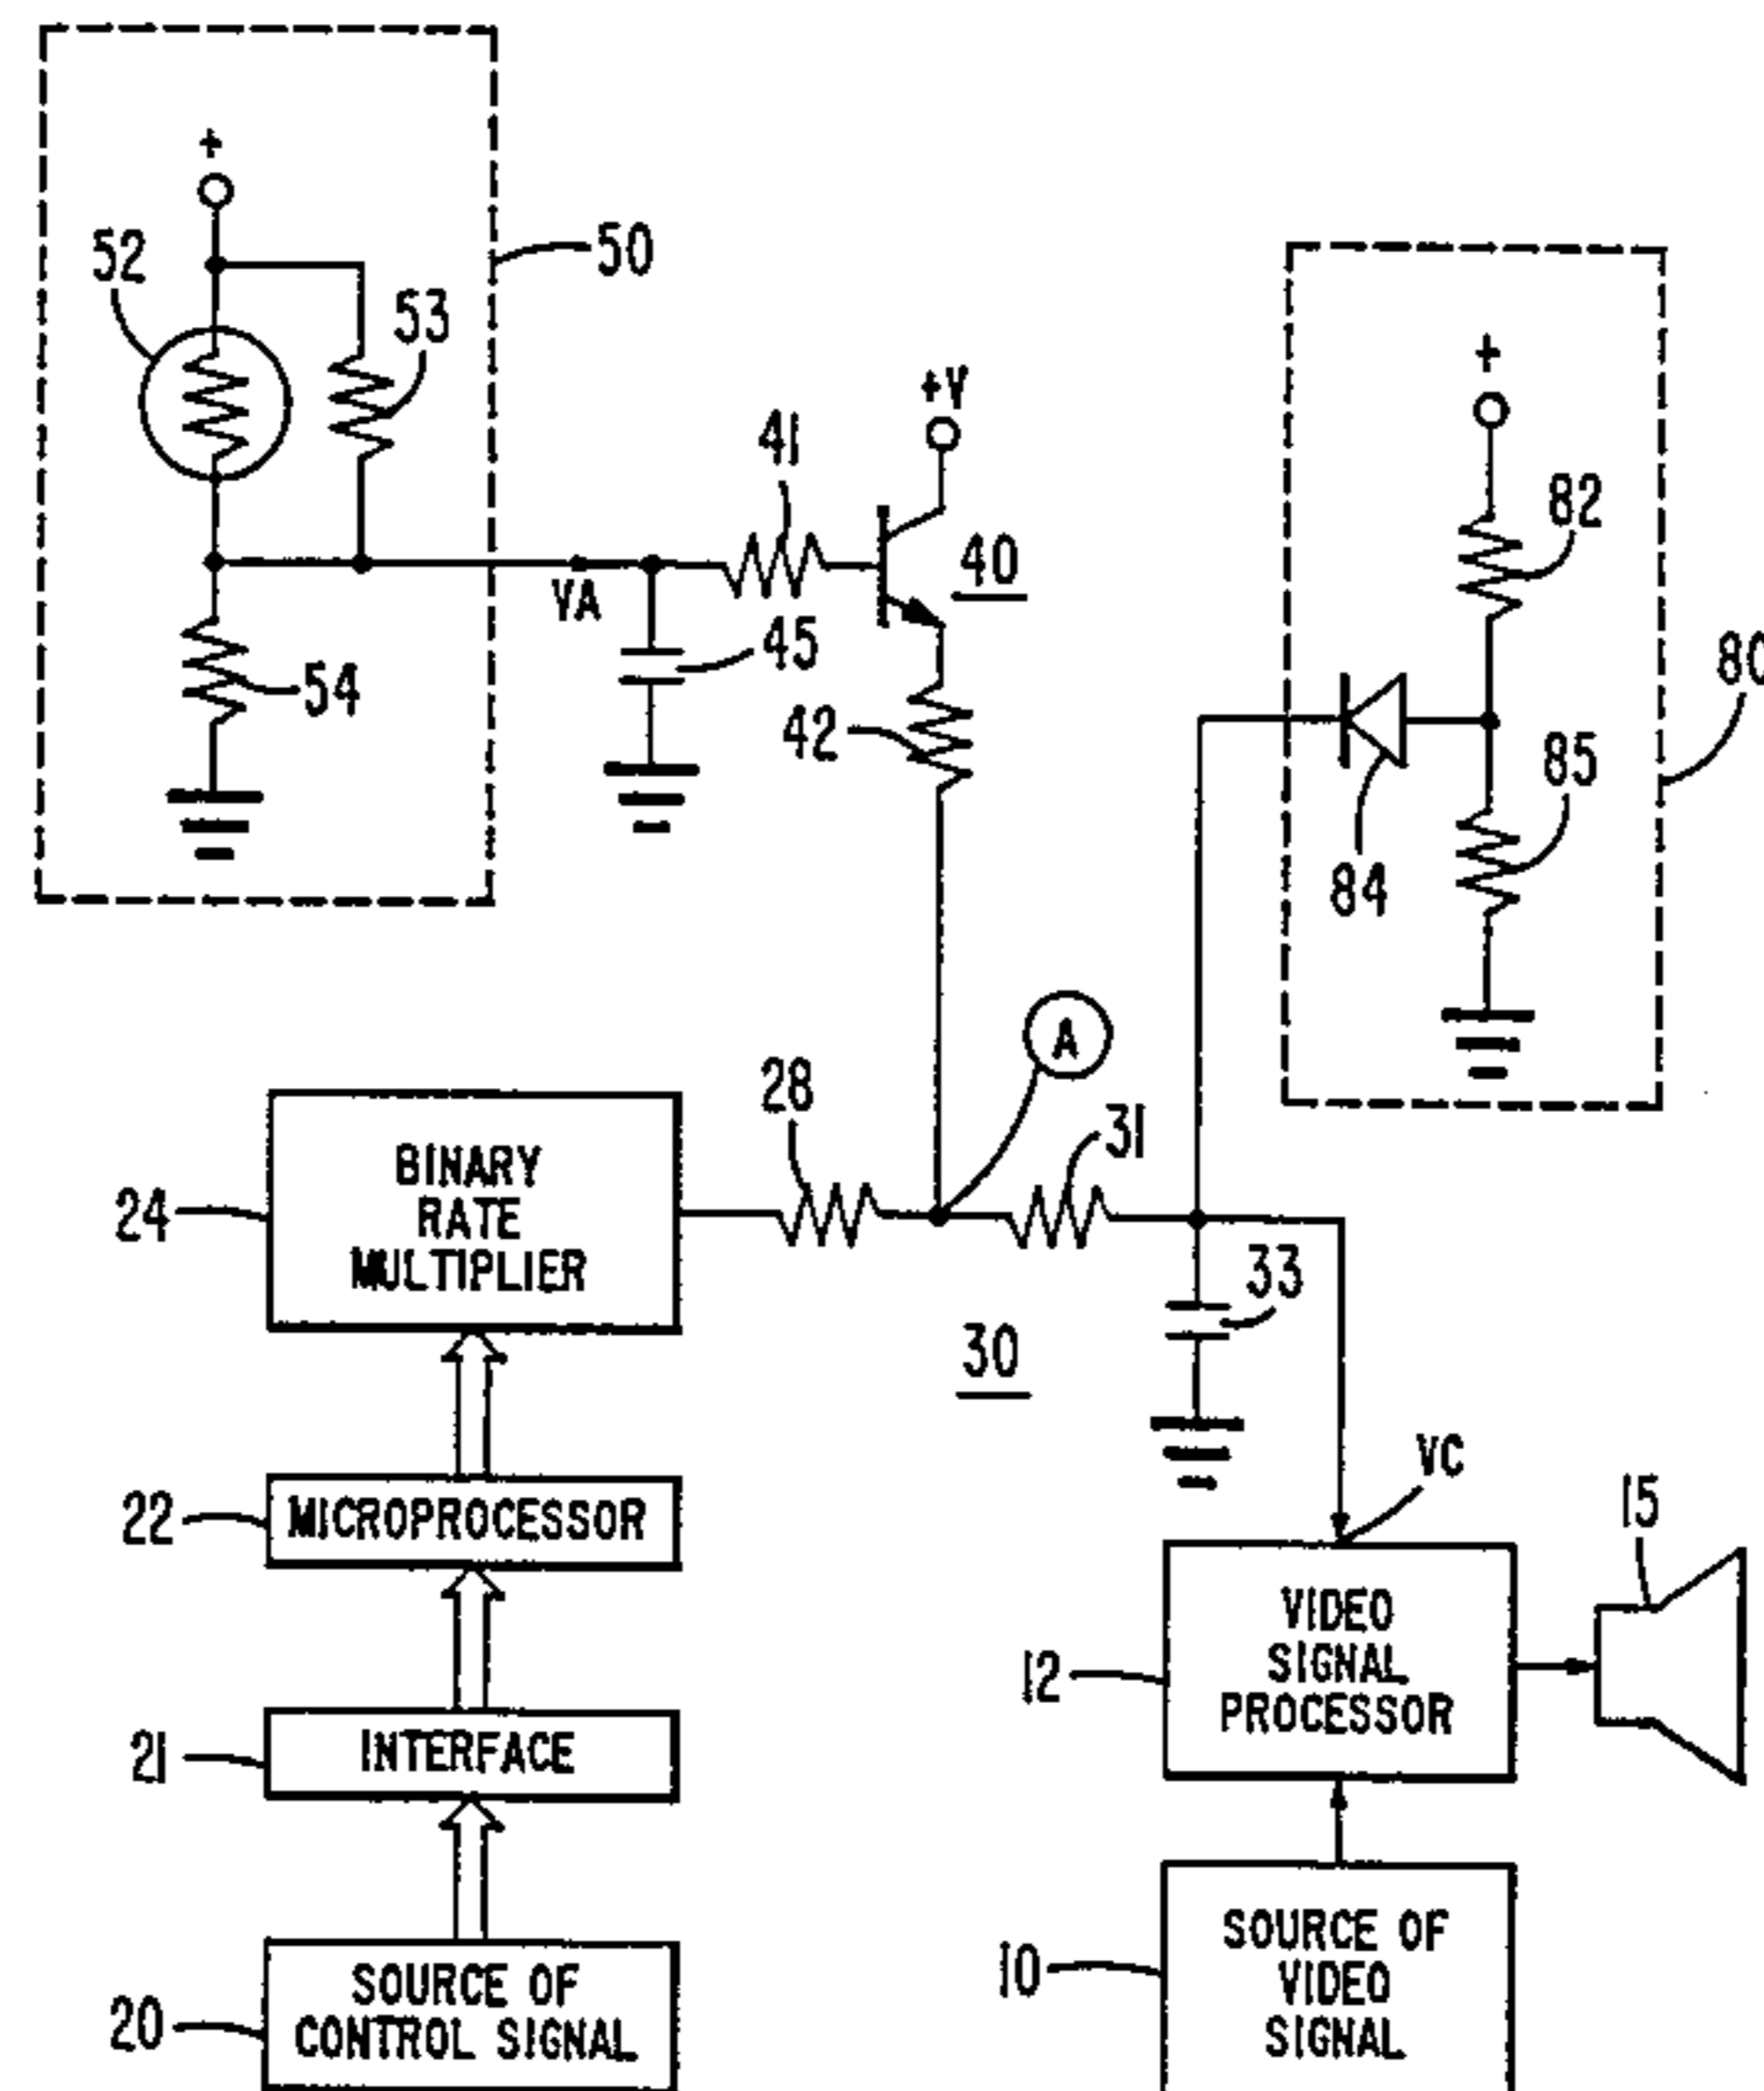 +
52
53
50
54
VA
45
41
+V
40
42
+
82
80
85
84
A
28
31
33
30
24
BINARY
RATE
MULTIPLIER
22
MICROPROCESSOR
21
INTERFACE
20
SOURCE OF
CONTROL SIGNAL
VC
15
12
VIDEO
SIGNAL
PROCESSOR
10
SOURCE OF
VIDEO
SIGNAL